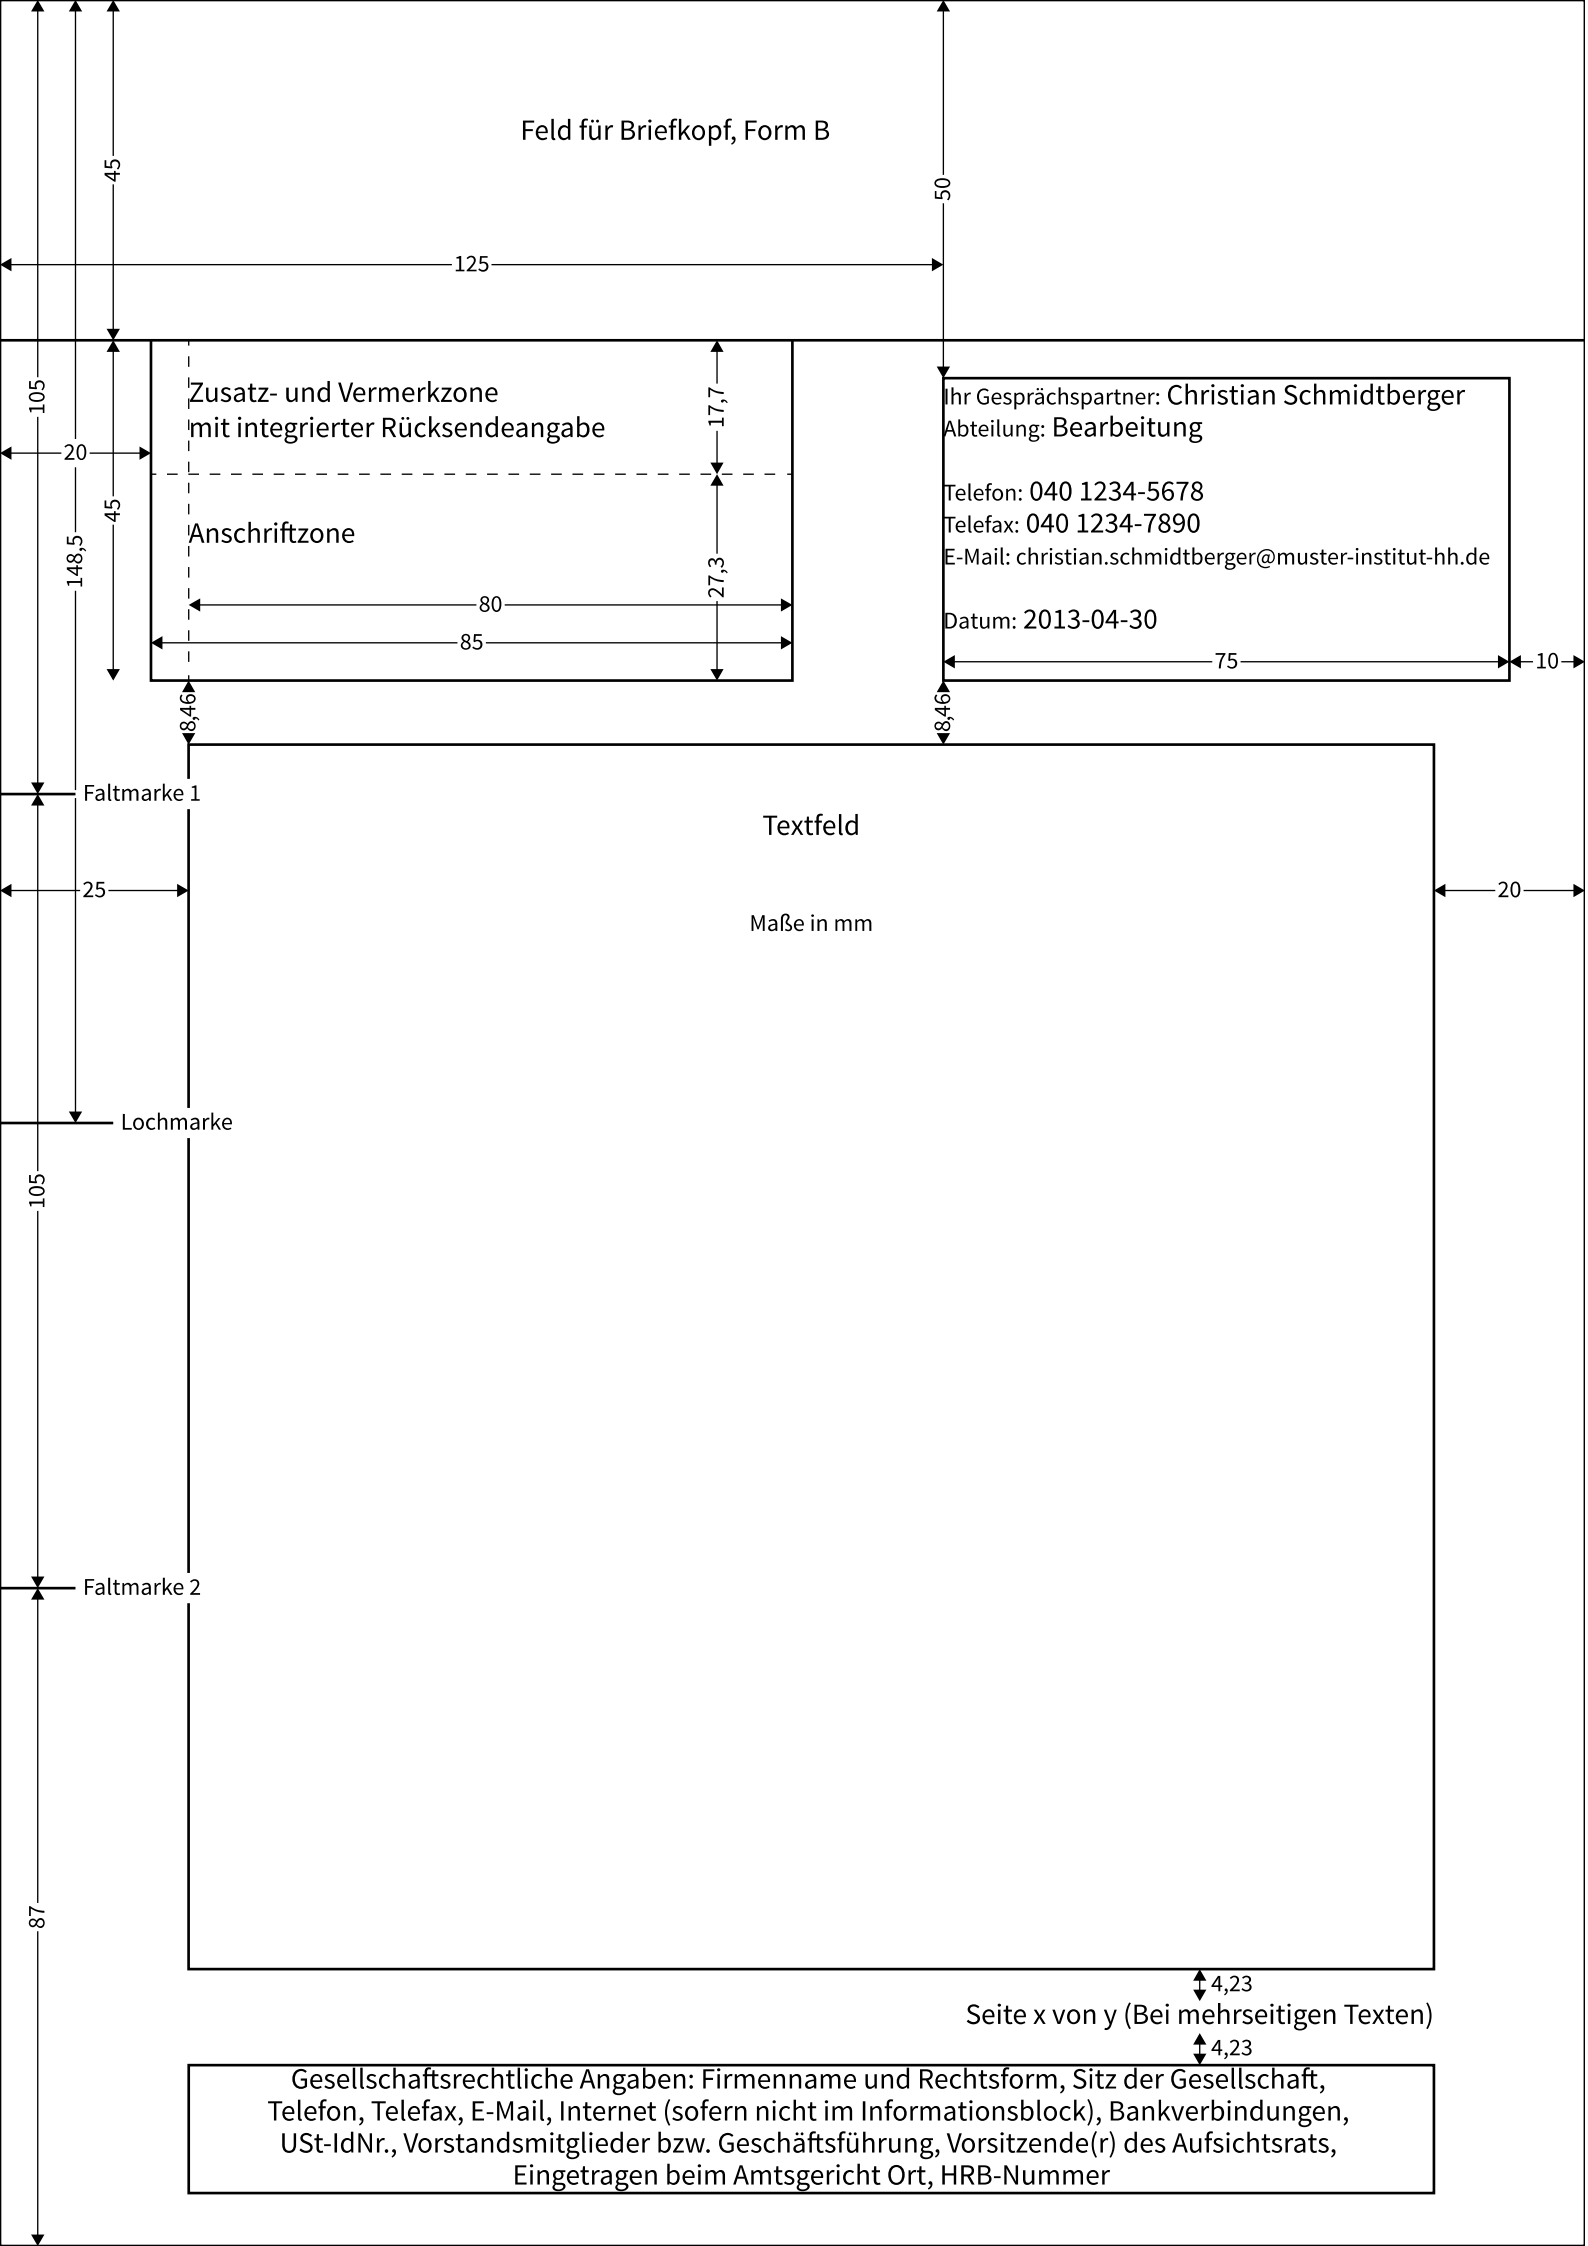 Feld für Briefkopf, Form B
45
50
125
105
Zusatz- und Vermerkzone
mit integrierter Rücksendeangabe
17,7
20
45
148,5
Anschriftzone
27,3
80
85
Ihr Gesprächspartner: Christian Schmidtberger
Abteilung: Bearbeitung
Telefon: 040 1234-5678
Telefax: 040 1234-7890
E-Mail: christian.schmidtberger@muster-institut-hh.de
Datum: 2013-04-30
75
10
8,46
8,46
Faltmarke 1
Textfeld
25
20
Maße in mm
Lochmarke
105
Faltmarke 2
87
4,23
Seite x von y (Bei mehrseitigen Texten)
4,23
Gesellschaftsrechtliche Angaben: Firmenname und Rechtsform, Sitz der Gesellschaft,
Telefon, Telefax, E-Mail, Internet (sofern nicht im Informationsblock), Bankverbindungen,
USt-IdNr., Vorstandsmitglieder bzw. Geschäftsführung, Vorsitzende(r) des Aufsichtsrats,
Eingetragen beim Amtsgericht Ort, HRB-Nummer